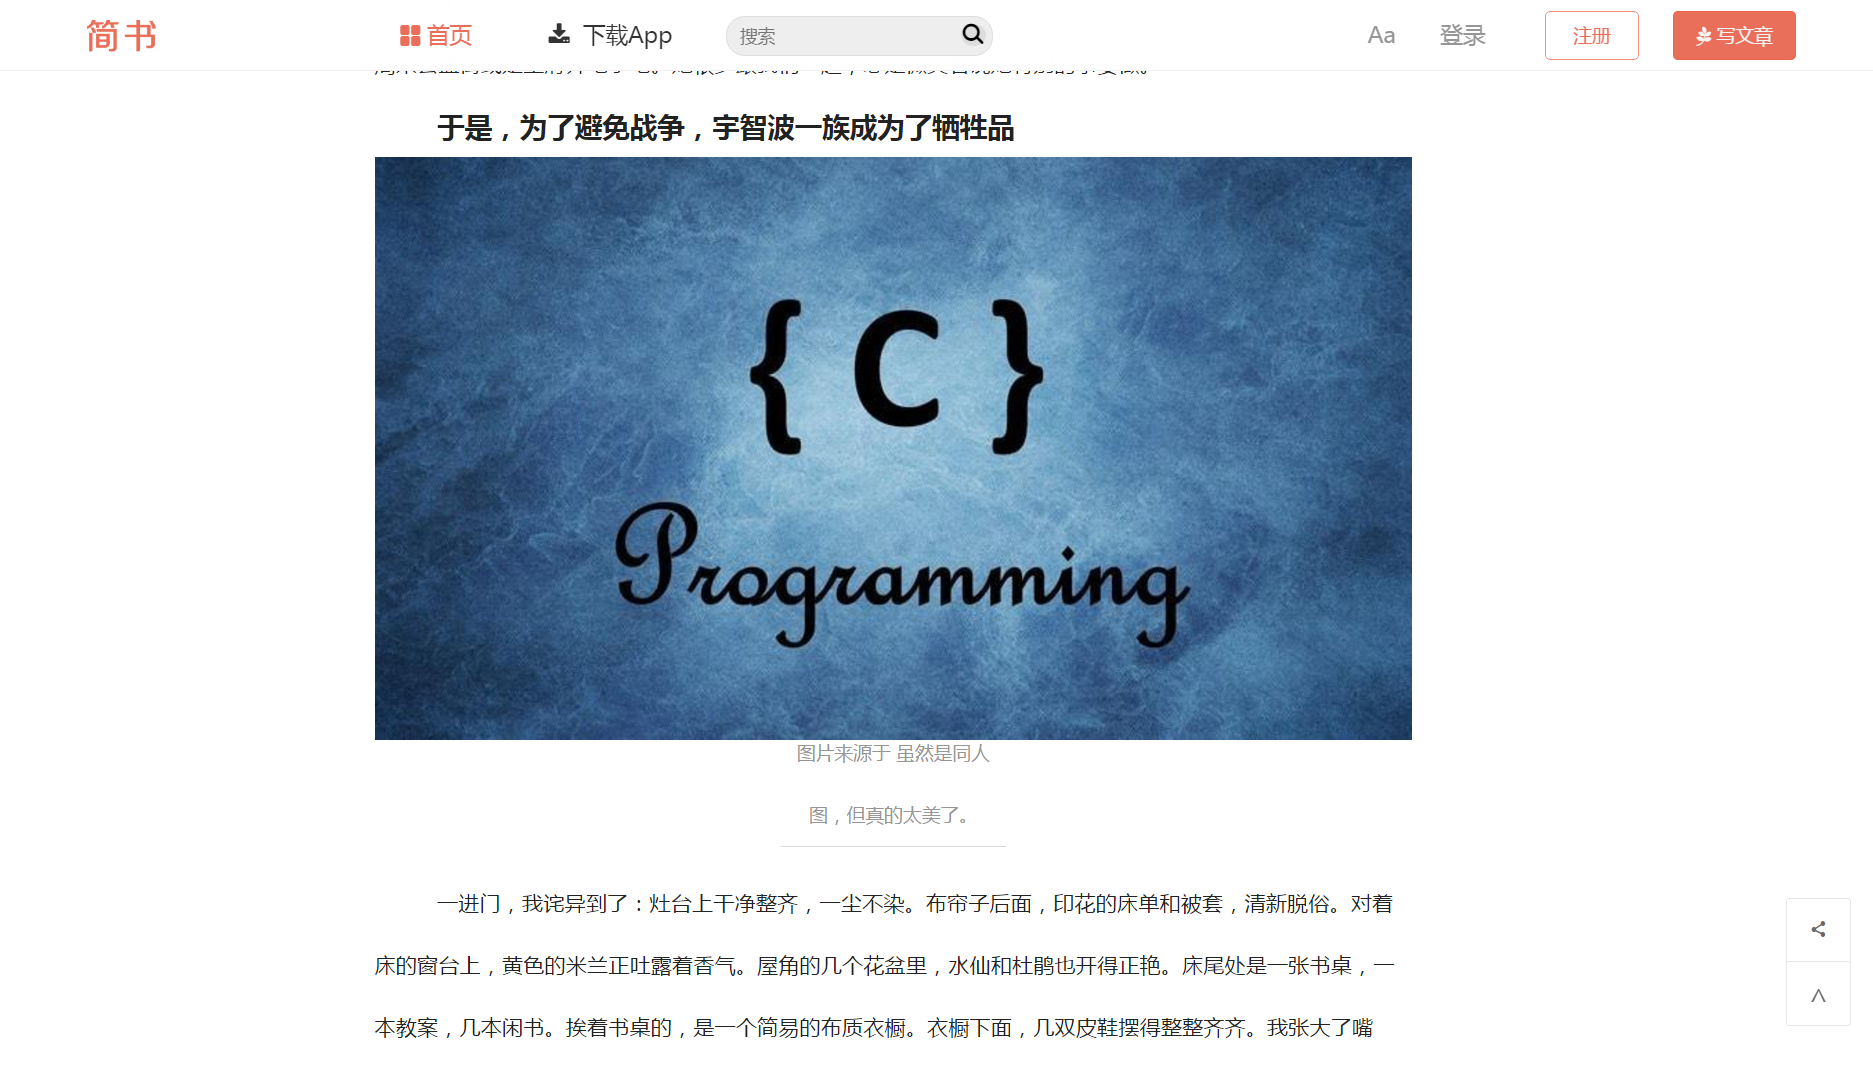 简书
首页
下载App
搜索
Aa
登录
注册
写文章
于是，为了避免战争，宇智波一族成为了牺牲品
{ C }
Programming
图片来源于 虽然是同人
图，但真的太美了。
一进门，我诧异到了：灶台上干净整齐，一尘不染。布帘子后面，印花的床单和被套，清新脱俗。对着
床的窗台上，黄色的米兰正吐露着香气。屋角的几个花盆里，水仙和杜鹃也开得正艳。床尾处是一张书桌，一
本教案，几本闲书。挨着书桌的，是一个简易的布质衣橱。衣橱下面，几双皮鞋摆得整整齐齐。我张大了嘴